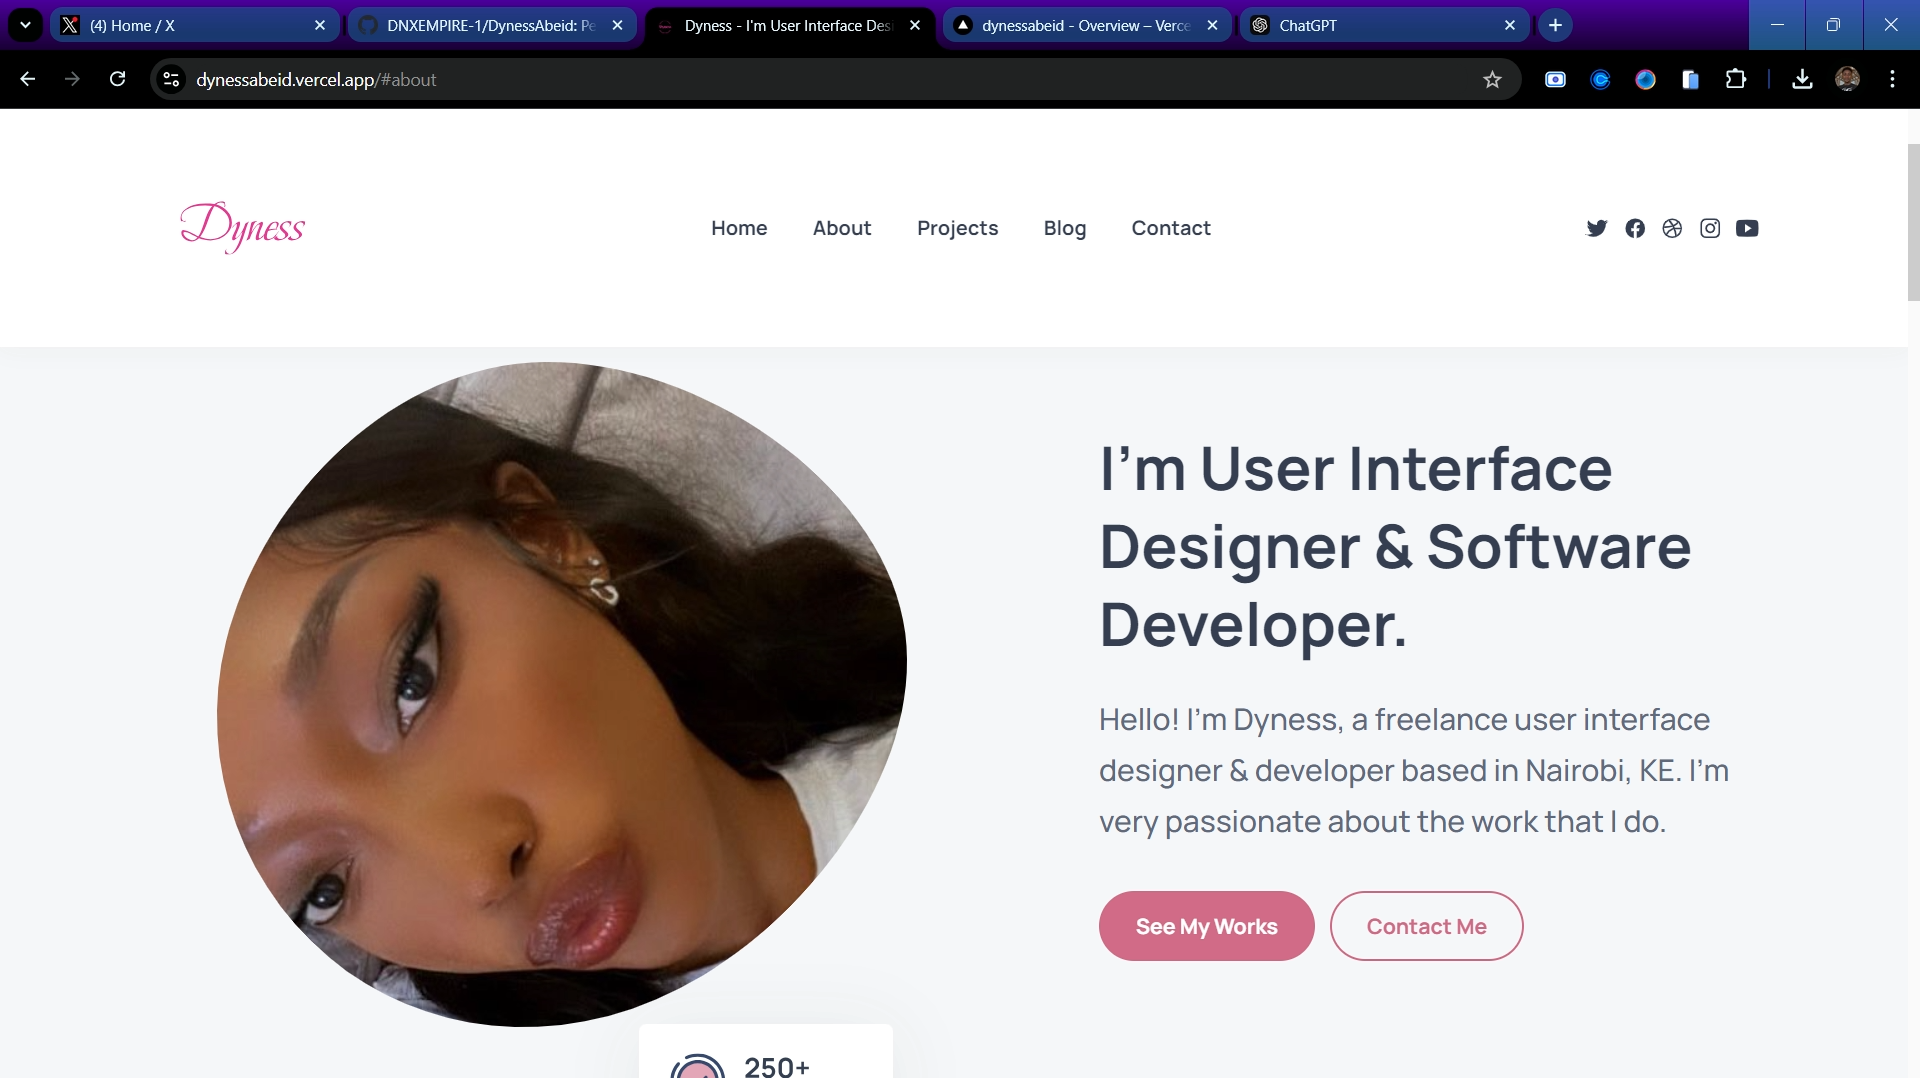 (4) Home / X
DNXEMPIRE-1/DynessAbeid: Pe
Dyness - I'm User Interface Des
dynessabeid - Overview – Verce
ChatGPT
dynessabeid.vercel.app/#about
Dyness
Home
About
Projects
Blog
Contact
I'm User Interface
Designer & Software
Developer.
Hello! I'm Dyness, a freelance user interface
designer & developer based in Nairobi, KE. I'm
very passionate about the work that I do.
See My Works
Contact Me
250+